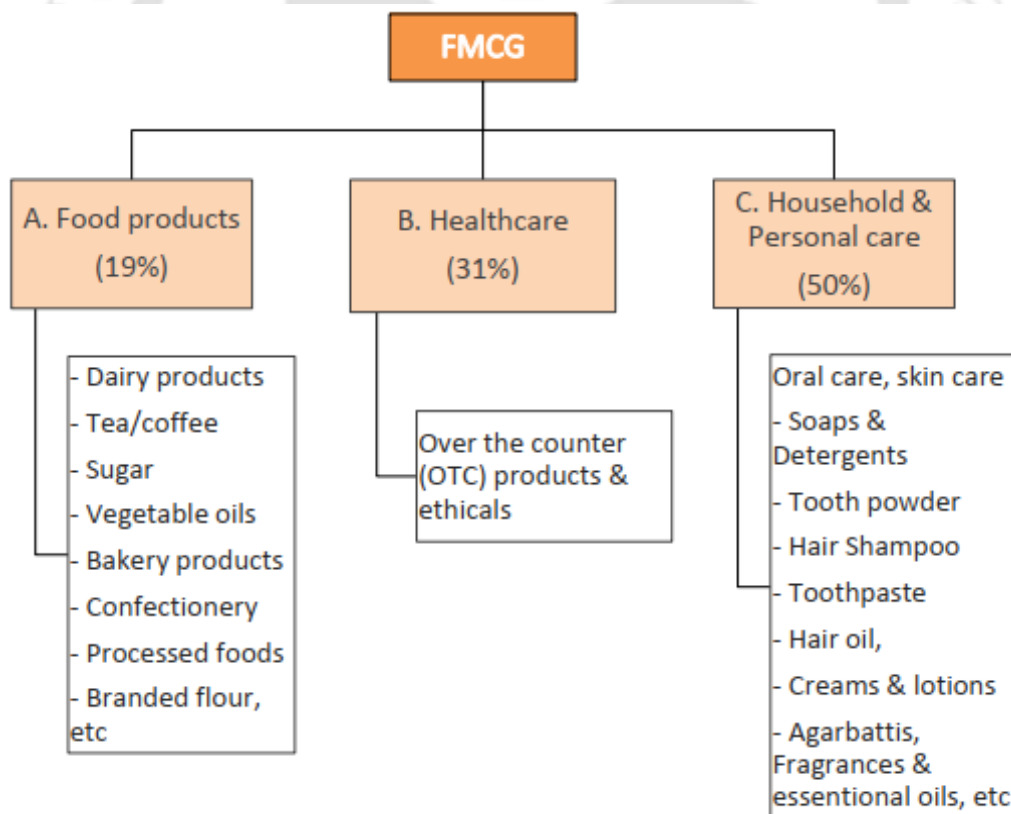 FMCG
A. Food products
(19%)
B. Healthcare
(31%)
C. Household &
Personal care
(50%)
- Dairy products
- Tea/coffee
- Sugar
- Vegetable oils
- Bakery products
- Confectionery
- Processed foods
- Branded flour,
etc
Over the counter
(OTC) products &
ethicals
Oral care, skin care
- Soaps &
Detergents
- Tooth powder
- Hair Shampoo
- Toothpaste
- Hair oil,
- Creams & lotions
- Agarbattis,
Fragrances &
essentional oils, etc